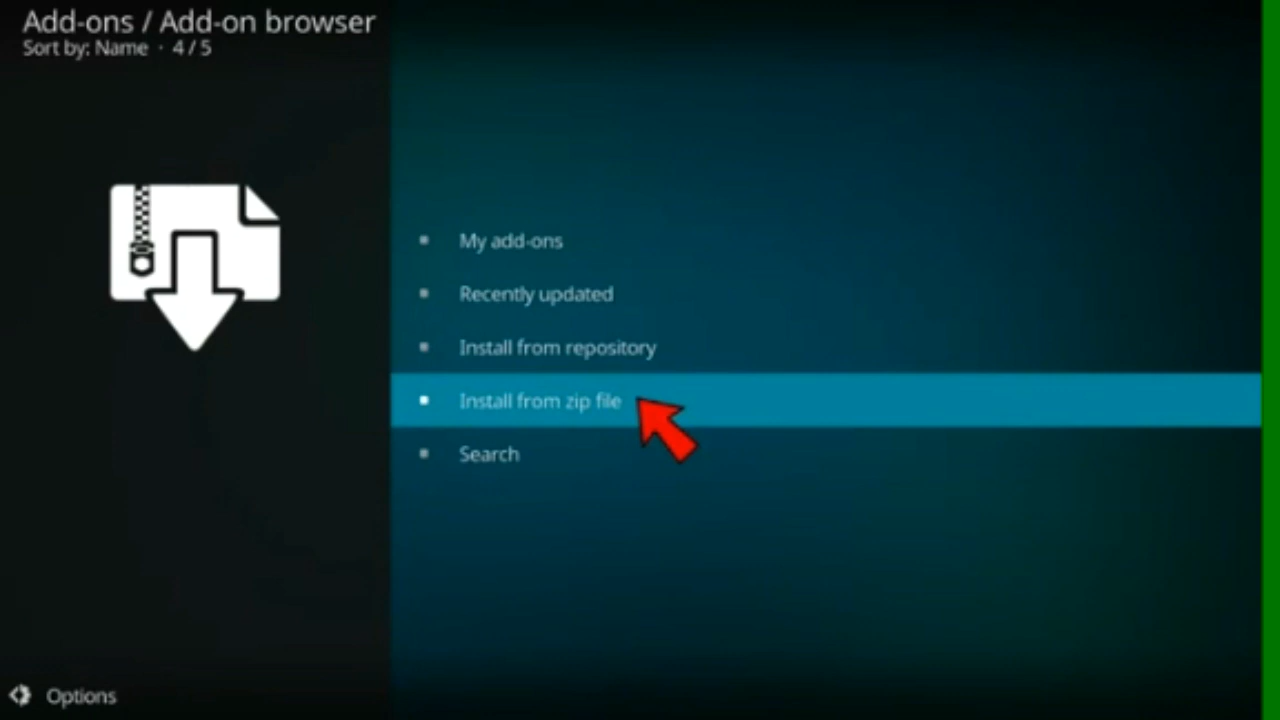 Add-ons / Add-on browser
Sort by: Name · 4 / 5
My add-ons
Recently updated
Install from repository
Install from zip file
Search
Options